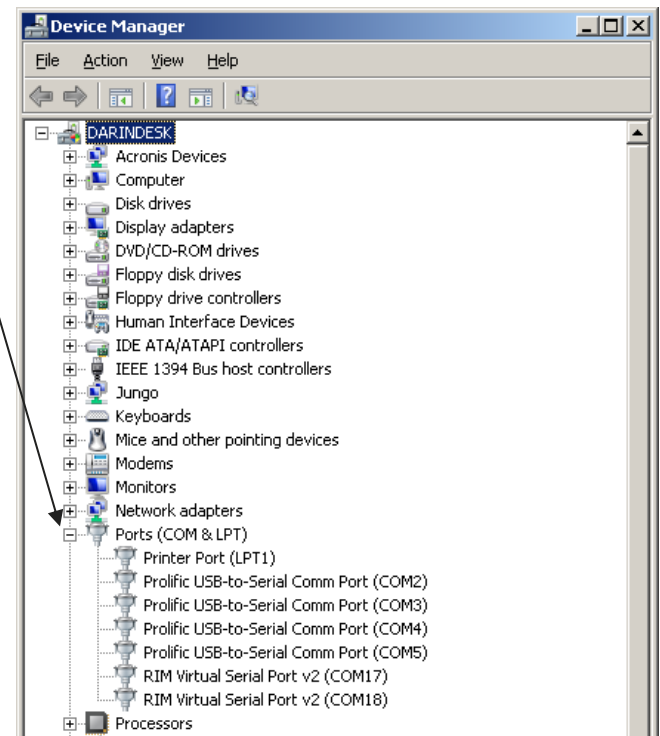 Device Manager
File Action View Help
DARINDESK
Acronis Devices
Computer
Disk drives
Display adapters
DVD/CD-ROM drives
Floppy disk drives
Floppy drive controllers
Human Interface Devices
IDE ATA/ATAPI controllers
IEEE 1394 Bus host controllers
Jungo
Keyboards
Mice and other pointing devices
Modems
Monitors
Network adapters
Ports (COM & LPT)
Printer Port (LPT1)
Prolific USB-to-Serial Comm Port (COM2)
Prolific USB-to-Serial Comm Port (COM3)
Prolific USB-to-Serial Comm Port (COM4)
Prolific USB-to-Serial Comm Port (COM5)
RIM Virtual Serial Port v2 (COM17)
RIM Virtual Serial Port v2 (COM18)
Processors